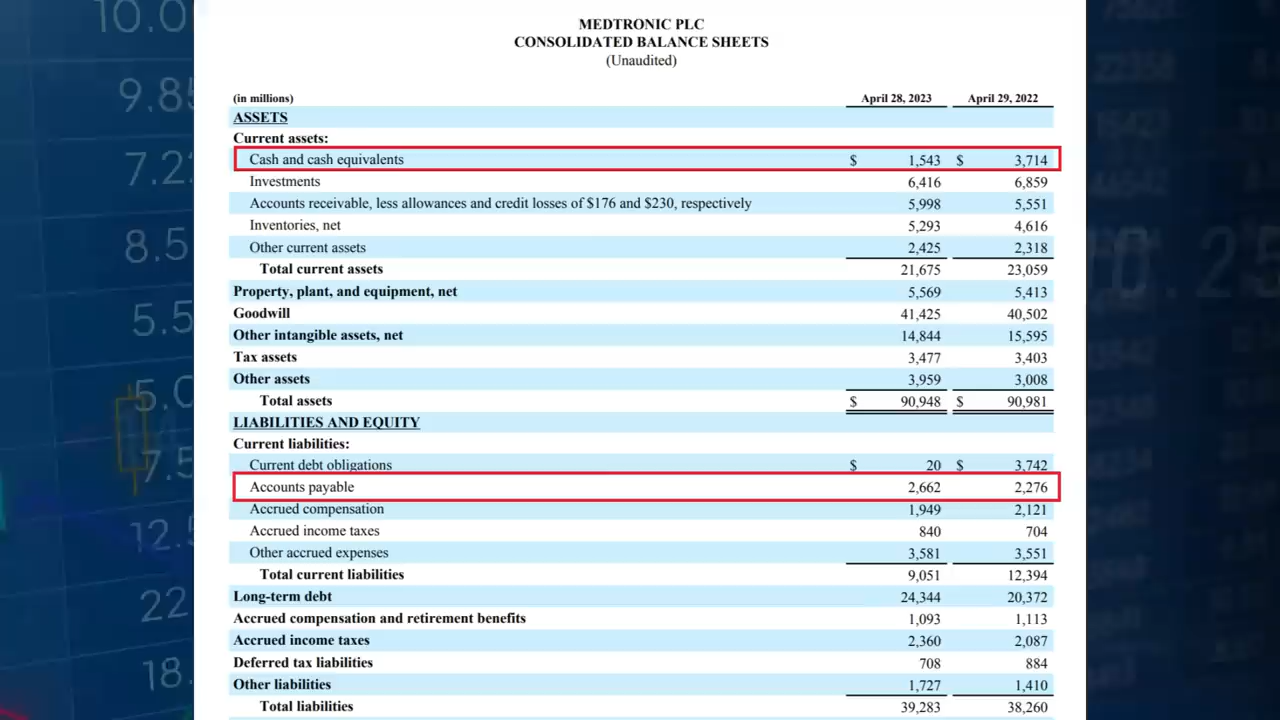 MEDTRONIC PLC
CONSOLIDATED BALANCE SHEETS
(Unaudited)
(in millions) April 28, 2023 April 29, 2022
ASSETS
Current assets:
Cash and cash equivalents $ 1,543 $ 3,714
Investments 6,416 6,859
Accounts receivable, less allowances and credit losses of $176 and $230, respectively 5,998 5,551
Inventories, net 5,293 4,616
Other current assets 2,425 2,318
Total current assets 21,675 23,059
Property, plant, and equipment, net 5,569 5,413
Goodwill 41,425 40,502
Other intangible assets, net 14,844 15,595
Tax assets 3,477 3,403
Other assets 3,959 3,008
Total assets $ 90,948 $ 90,981
LIABILITIES AND EQUITY
Current liabilities:
Current debt obligations $ 20 $ 3,742
Accounts payable 2,662 2,276
Accrued compensation 1,949 2,121
Accrued income taxes 840 704
Other accrued expenses 3,581 3,551
Total current liabilities 9,051 12,394
Long-term debt 24,344 20,372
Accrued compensation and retirement benefits 1,093 1,113
Accrued income taxes 2,360 2,087
Deferred tax liabilities 708 884
Other liabilities 1,727 1,410
Total liabilities 39,283 38,260